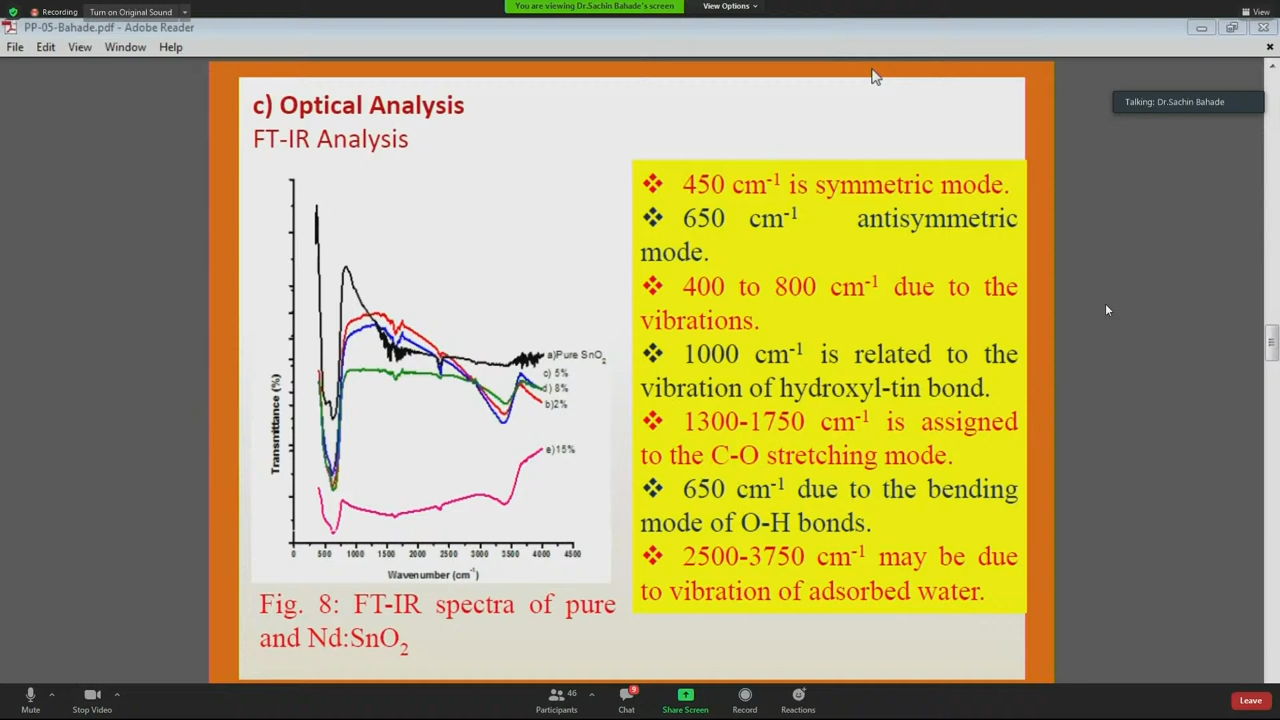 Recording
Turn on Original Sound
You are viewing Dr.Sachin Bahade's screen
View Options
View
PP-05-Bahade.pdf - Adobe Reader
File Edit View Window Help
Talking: Dr.Sachin Bahade
c) Optical Analysis
FT-IR Analysis
Transmittance (%)
a)Pure SnO2
c) 5%
d) 8%
b)2%
e)15%
0 500 1000 1500 2000 2500 3000 3500 4000 4500
Wavenumber (cm-1)
Fig. 8: FT-IR spectra of pure
and Nd:SnO2
❖ 450 cm-1 is symmetric mode.
❖ 650 cm-1 antisymmetric
mode.
❖ 400 to 800 cm-1 due to the
vibrations.
❖ 1000 cm-1 is related to the
vibration of hydroxyl-tin bond.
❖ 1300-1750 cm-1 is assigned
to the C-O stretching mode.
❖ 650 cm-1 due to the bending
mode of O-H bonds.
❖ 2500-3750 cm-1 may be due
to vibration of adsorbed water.
Mute
Stop Video
46
Participants
9
Chat
Share Screen
Record
Reactions
Leave